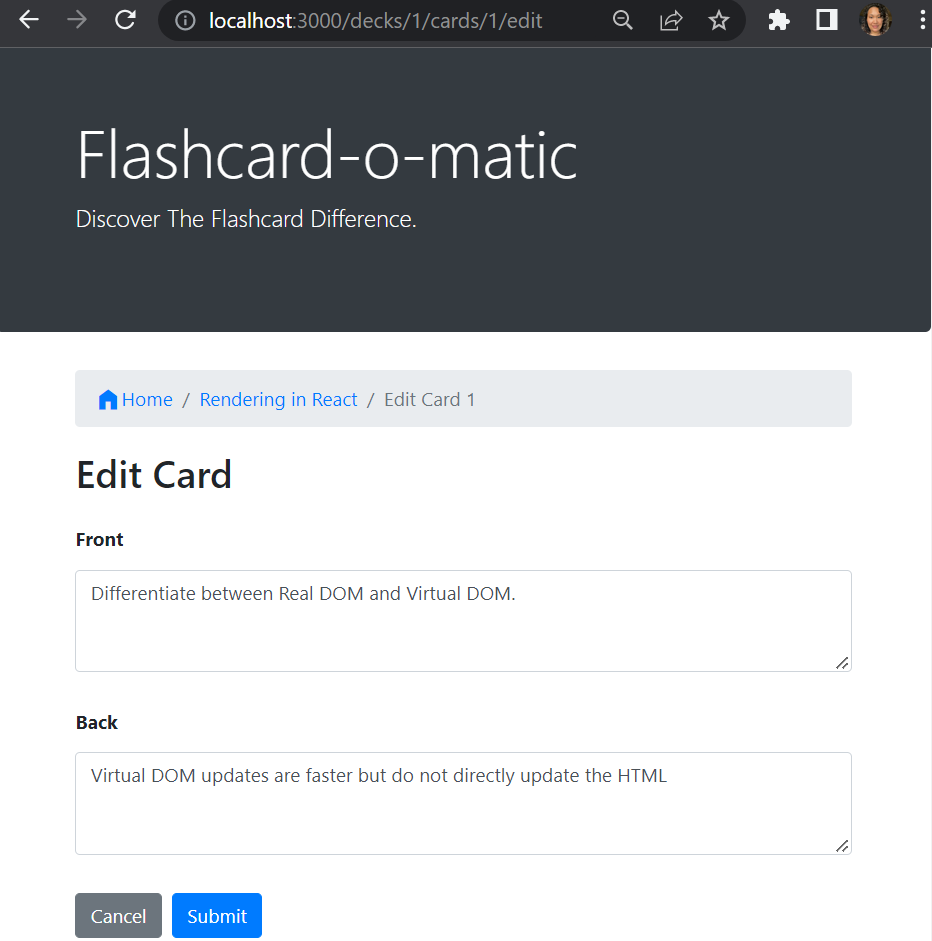 localhost:3000/decks/1/cards/1/edit
Flashcard-o-matic
Discover The Flashcard Difference.
Home / Rendering in React / Edit Card 1
Edit Card
Front
Differentiate between Real DOM and Virtual DOM.
Back
Virtual DOM updates are faster but do not directly update the HTML
Cancel Submit